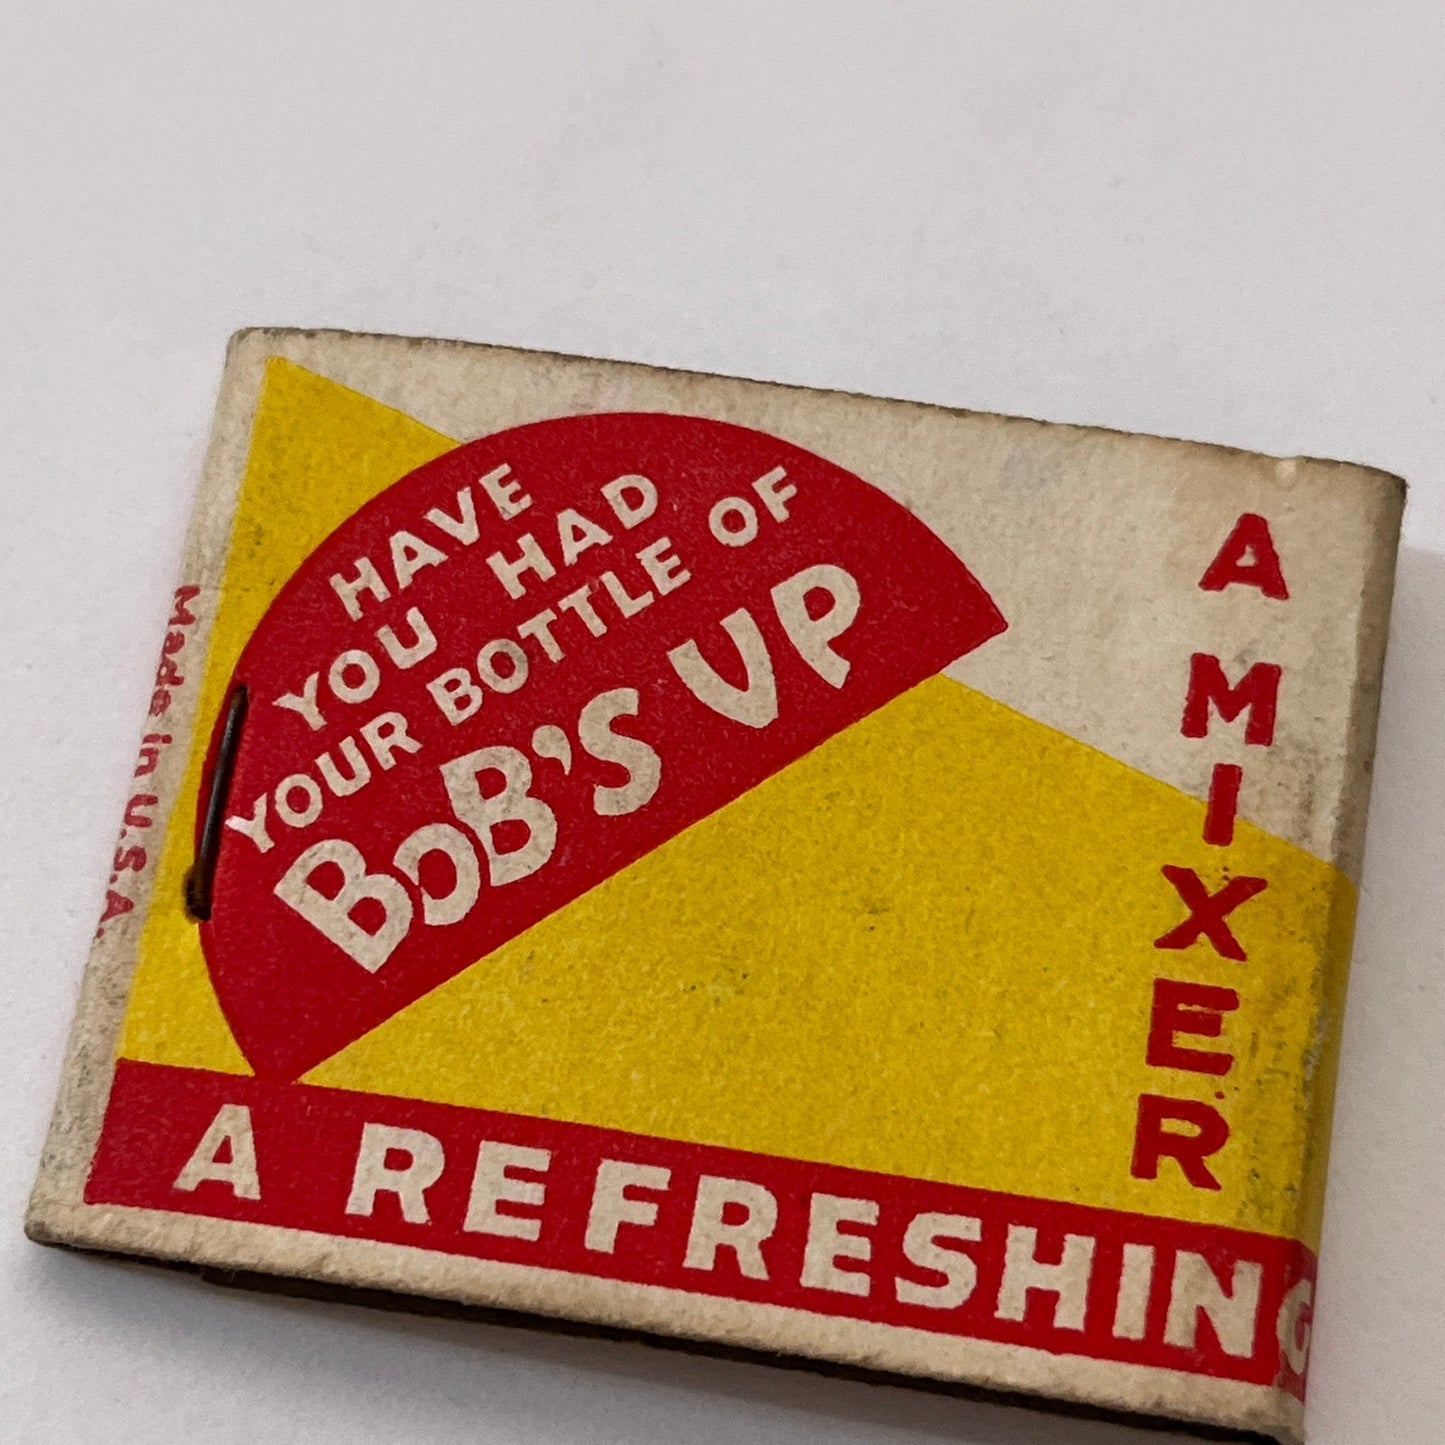 HAVE
YOU HAD
YOUR BOTTLE OF
BOB'S UP
A
MIXER
A REFRESHING
Made in U.S.A.